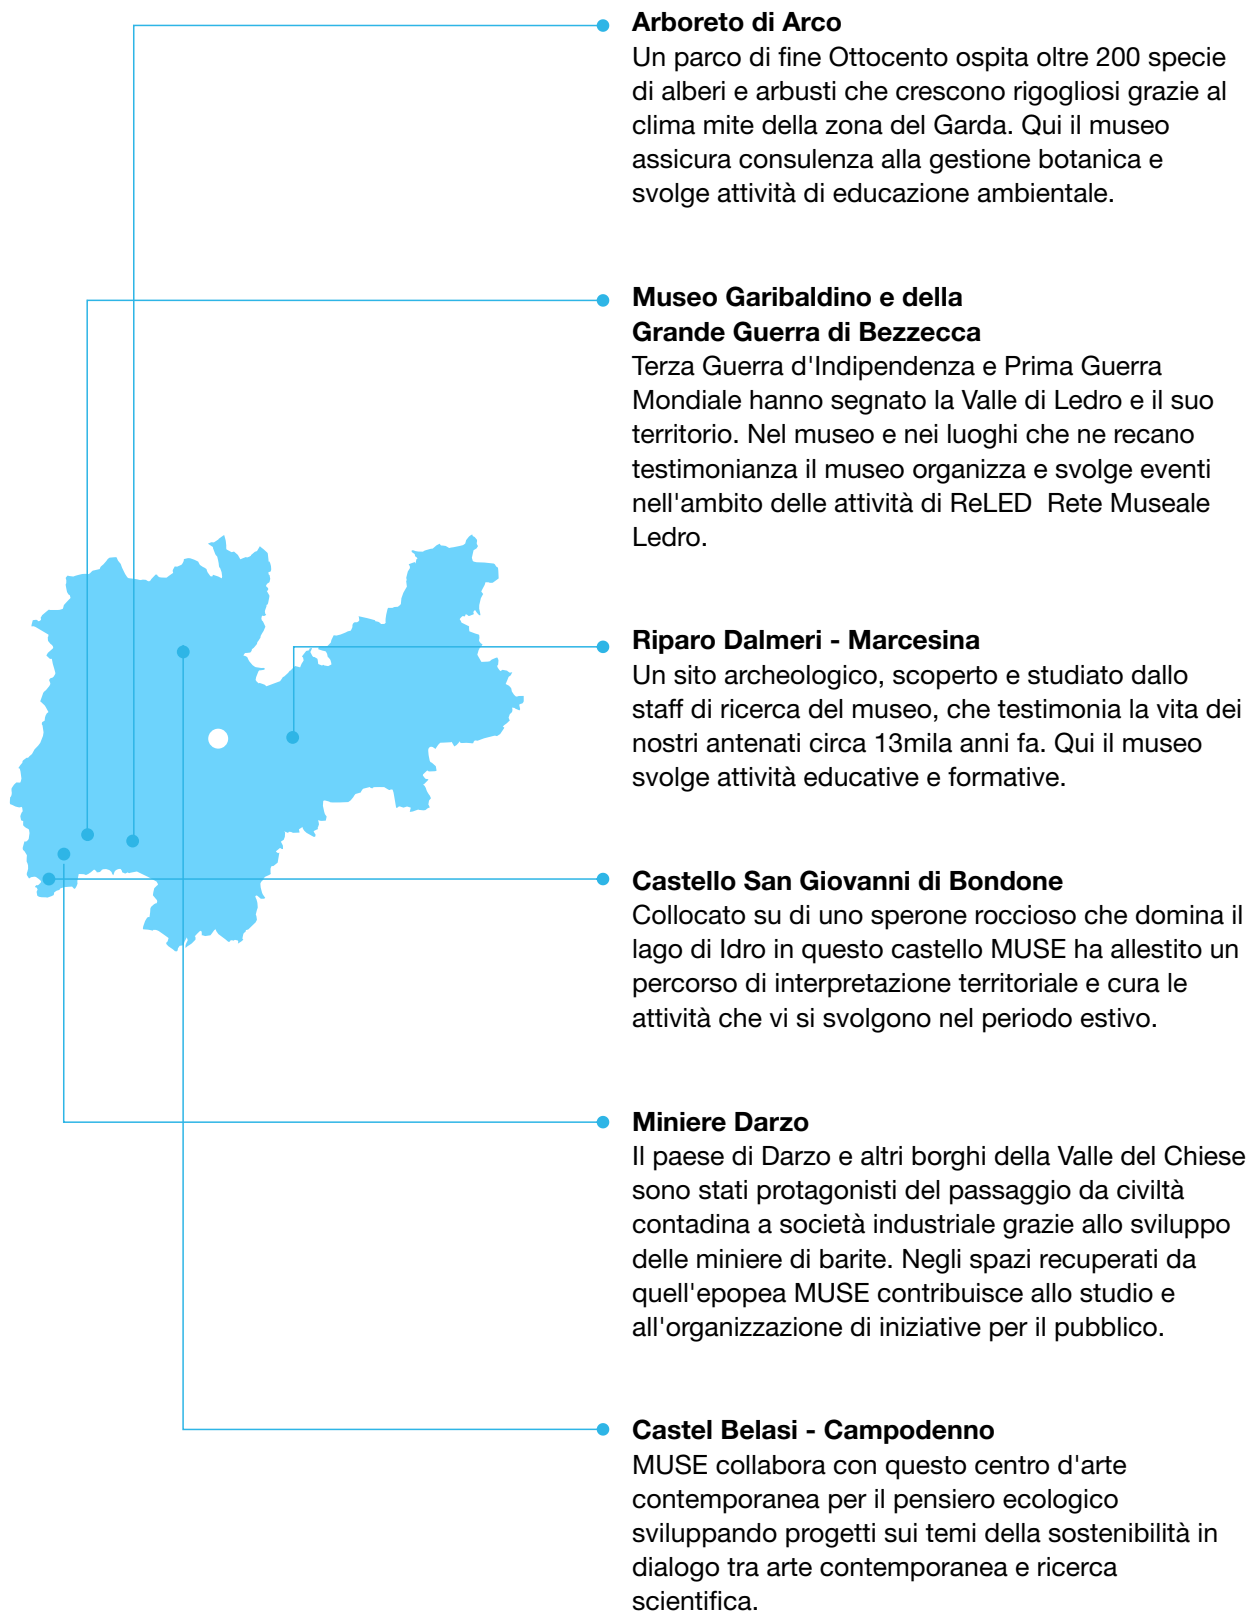 Arboreto di Arco
Un parco di fine Ottocento ospita oltre 200 specie
di alberi e arbusti che crescono rigogliosi grazie al
clima mite della zona del Garda. Qui il museo
assicura consulenza alla gestione botanica e
svolge attività di educazione ambientale.
Museo Garibaldino e della
Grande Guerra di Bezzecca
Terza Guerra d'Indipendenza e Prima Guerra
Mondiale hanno segnato la Valle di Ledro e il suo
territorio. Nel museo e nei luoghi che ne recano
testimonianza il museo organizza e svolge eventi
nell'ambito delle attività di ReLED  Rete Museale
Ledro.
Riparo Dalmeri - Marcesina
Un sito archeologico, scoperto e studiato dallo
staff di ricerca del museo, che testimonia la vita dei
nostri antenati circa 13mila anni fa. Qui il museo
svolge attività educative e formative.
Castello San Giovanni di Bondone
Collocato su di uno sperone roccioso che domina il
lago di Idro in questo castello MUSE ha allestito un
percorso di interpretazione territoriale e cura le
attività che vi si svolgono nel periodo estivo.
Miniere Darzo
Il paese di Darzo e altri borghi della Valle del Chiese
sono stati protagonisti del passaggio da civiltà
contadina a società industriale grazie allo sviluppo
delle miniere di barite. Negli spazi recuperati da
quell'epopea MUSE contribuisce allo studio e
all'organizzazione di iniziative per il pubblico.
Castel Belasi - Campodenno
MUSE collabora con questo centro d'arte
contemporanea per il pensiero ecologico
sviluppando progetti sui temi della sostenibilità in
dialogo tra arte contemporanea e ricerca
scientifica.